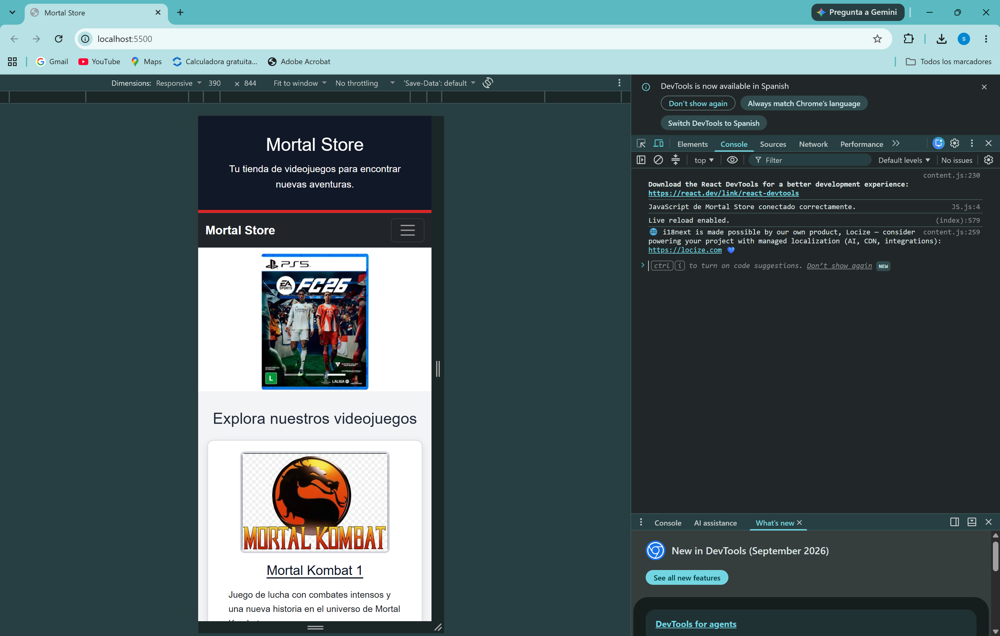 Mortal Store
Pregunta a Gemini
localhost:5500
S
Gmail
YouTube
Maps
Calculadora gratuita...
Adobe Acrobat
Todos los marcadores
Dimensions: Responsive 390 × 844 Fit to window No throttling 'Save-Data': default
Mortal Store
Tu tienda de videojuegos para encontrar
nuevas aventuras.
Mortal Store
PS5
EA SPORTS FC26
HYPERMOTION V
L
LALIGA
Explora nuestros videojuegos
MORTAL KOMBAT
Mortal Kombat 1
Juego de lucha con combates intensos y
una nueva historia en el universo de Mortal
DevTools is now available in Spanish
Don't show again
Always match Chrome's language
Switch DevTools to Spanish
Elements Console Sources Network Performance
top Filter Default levels No issues
content.js:230
Download the React DevTools for a better development experience:
https://react.dev/link/react-devtools
JavaScript de Mortal Store conectado correctamente. JS.js:4
Live reload enabled. (index):579
i18next is made possible by our own product, Locize — consider content.js:259
powering your project with managed localization (AI, CDN, integrations):
https://locize.com
ctrl i to turn on code suggestions. Don't show again NEW
Console AI assistance What's new
New in DevTools (September 2026)
See all new features
DevTools for agents